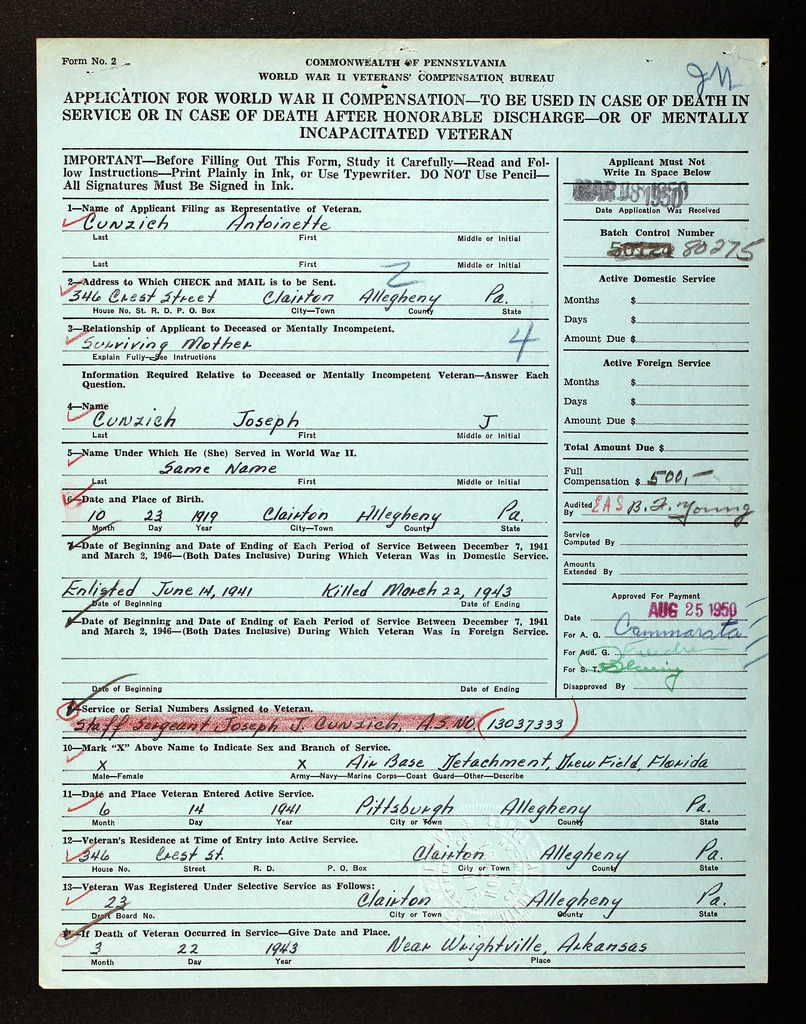 Form No. 2
COMMONWEALTH OF PENNSYLVANIA
WORLD WAR II VETERANS' COMPENSATION BUREAU
APPLICATION FOR WORLD WAR II COMPENSATION—TO BE USED IN CASE OF DEATH IN
SERVICE OR IN CASE OF DEATH AFTER HONORABLE DISCHARGE—OR OF MENTALLY
INCAPACITATED VETERAN
IMPORTANT—Before Filling Out This Form, Study it Carefully—Read and Fol-
low Instructions—Print Plainly in Ink, or Use Typewriter. DO NOT Use Pencil—
All Signatures Must Be Signed in Ink.
1—Name of Applicant Filing as Representative of Veteran.
Cunzich Antoinette
Last First Middle or Initial
Last First Middle or Initial
2
2—Address to Which CHECK and MAIL is to be Sent.
346 Crest Street Clairton Allegheny Pa.
House No. St. R. D. P. O. Box City—Town County State
3—Relationship of Applicant to Deceased or Mentally Incompetent.
Surviving Mother 4
Explain Fully—See Instructions
Information Required Relative to Deceased or Mentally Incompetent Veteran—Answer Each
Question.
4—Name
Cunzich Joseph J
Last First Middle or Initial
5—Name Under Which He (She) Served in World War II.
Same Name
Last First Middle or Initial
6—Date and Place of Birth.
10 23 1919 Clairton Allegheny Pa.
Month Day Year City—Town County State
7—Date of Beginning and Date of Ending of Each Period of Service Between December 7, 1941
and March 2, 1946—(Both Dates Inclusive) During Which Veteran Was in Domestic Service.
Enlisted June 14, 1941 Killed March 22, 1943
Date of Beginning Date of Ending
8—Date of Beginning and Date of Ending of Each Period of Service Between December 7, 1941
and March 2, 1946—(Both Dates Inclusive) During Which Veteran Was in Foreign Service.
Date of Beginning Date of Ending
Applicant Must Not
Write In Space Below
MAR 08 1950
Date Application Was Received
Batch Control Number
80275
Active Domestic Service
Months $
Days $
Amount Due $
Active Foreign Service
Months $
Days $
Amount Due $
Total Amount Due $
Full
Compensation $ 500,—
Audited
By EAS B. F. Young
Service
Computed By
Amounts
Extended By
Approved For Payment
Date AUG 25 1950
For A. G. Cammarata
For Aud. G.
For S. T.
Disapproved By
9—Service or Serial Numbers Assigned to Veteran.
Staff Sergeant Joseph J. Cunzich, A.S. NO. (13037333)
10—Mark "X" Above Name to Indicate Sex and Branch of Service.
X X Air Base Detachment, Drew Field, Florida
Male—Female Army—Navy—Marine Corps—Coast Guard—Other—Describe
11—Date and Place Veteran Entered Active Service.
6 14 1941 Pittsburgh Allegheny Pa.
Month Day Year City or Town County State
12—Veteran's Residence at Time of Entry into Active Service.
346 Crest St. Clairton Allegheny Pa.
House No. Street R. D. P. O. Box City or Town County State
13—Veteran Was Registered Under Selective Service as Follows:
23 Clairton Allegheny Pa.
Draft Board No. City or Town County State
14—If Death of Veteran Occurred in Service—Give Date and Place.
3 22 1943 Near Wrightville, Arkansas
Month Day Year Place